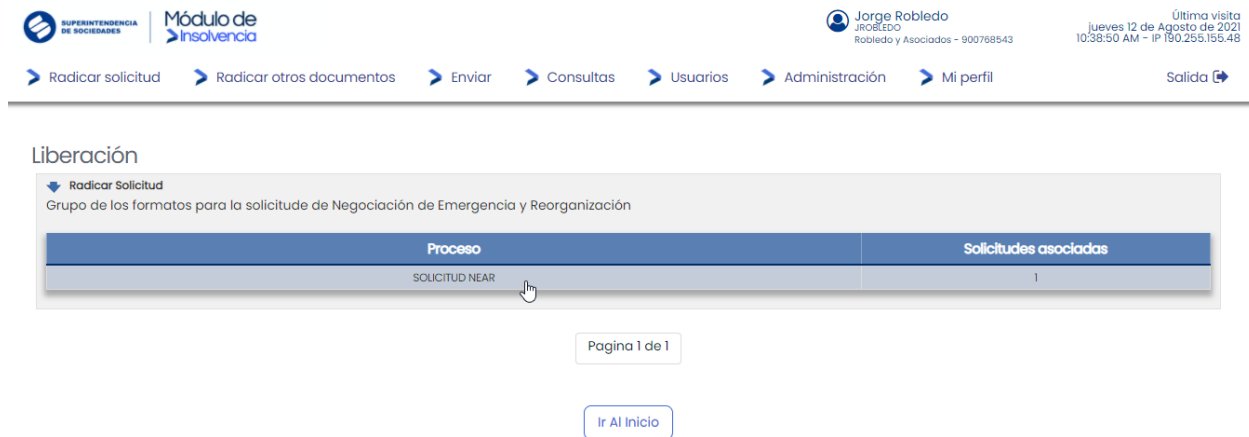 SUPERINTENDENCIA
DE SOCIEDADES
Módulo de
Insolvencia
Jorge Robledo
JROBLEDO
Robledo y Asociados - 900768543
Última visita
jueves 12 de Agosto de 2021
10:38:50 AM - IP 190.255.155.48
Radicar solicitud
Radicar otros documentos
Enviar
Consultas
Usuarios
Administración
Mi perfil
Salida
Liberación
Radicar Solicitud
Grupo de los formatos para la solicitude de Negociación de Emergencia y Reorganización
Proceso
Solicitudes asociadas
SOLICITUD NEAR
1
Pagina 1 de 1
Ir Al Inicio